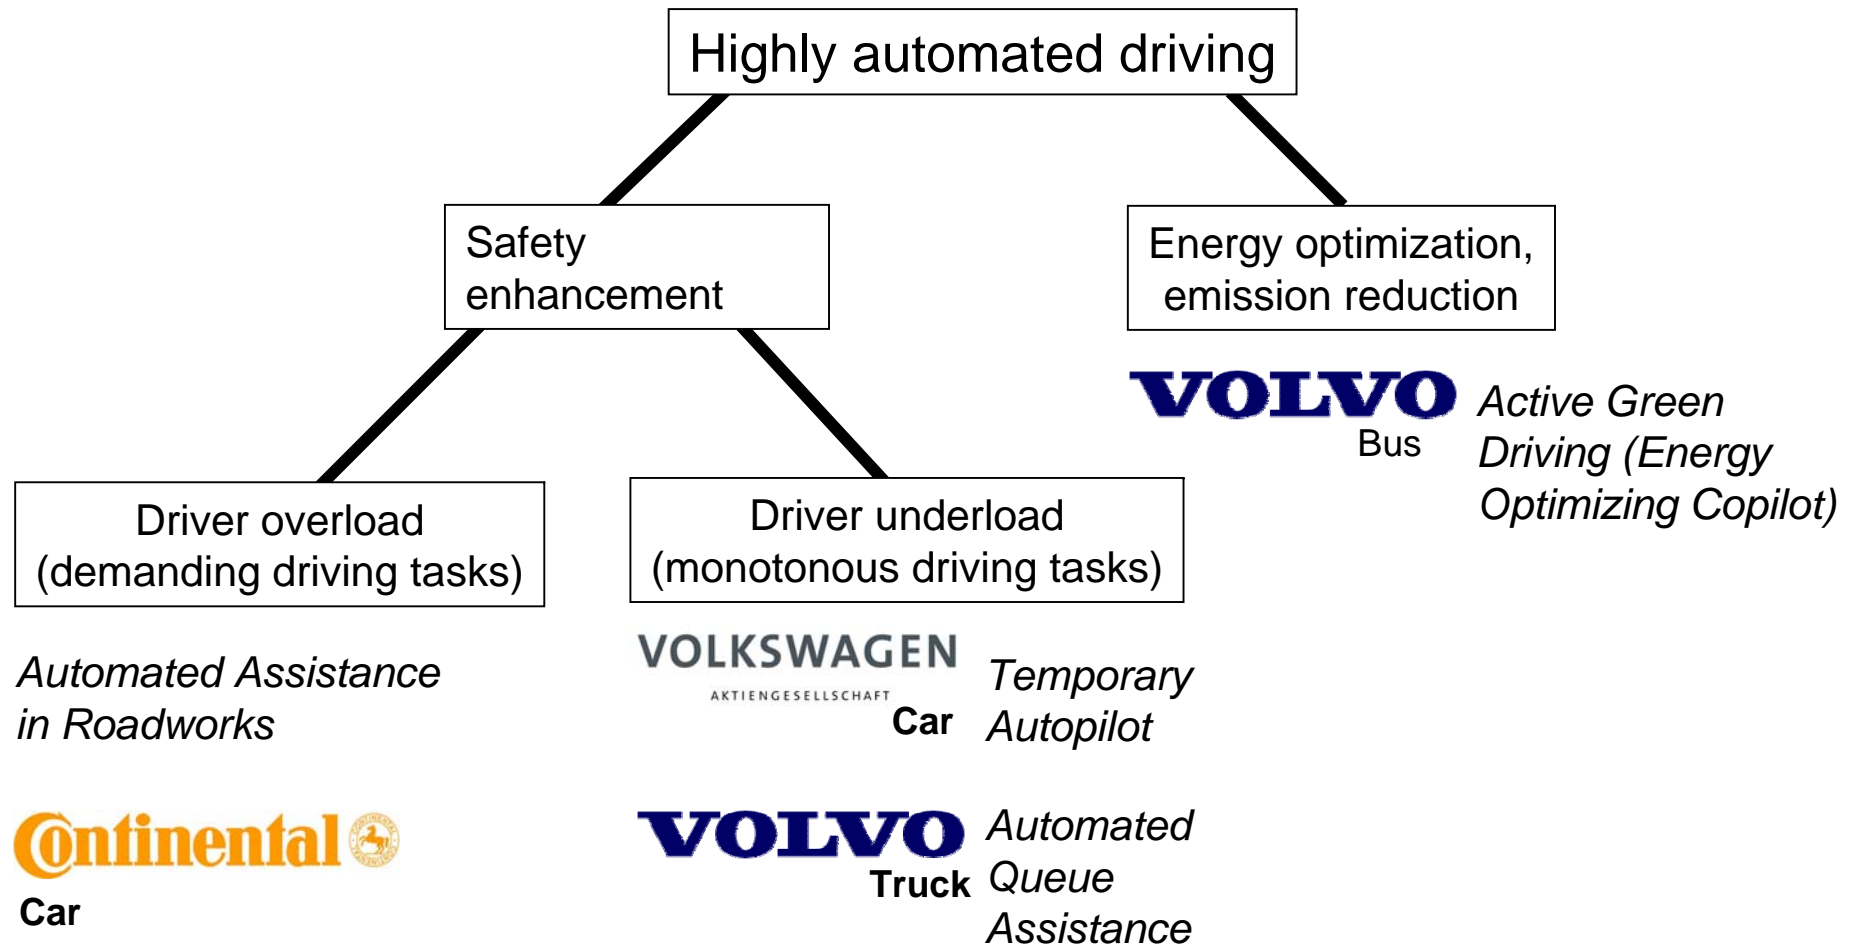 Highly automated driving
Safety
enhancement
Energy optimization,
emission reduction
VOLVO
Bus
Active Green
Driving (Energy
Optimizing Copilot)
Driver overload
(demanding driving tasks)
Driver underload
(monotonous driving tasks)
Automated Assistance
in Roadworks
Continental
Car
VOLKSWAGEN
AKTIENGESELLSCHAFT
Car
Temporary
Autopilot
VOLVO
Truck
Automated
Queue
Assistance